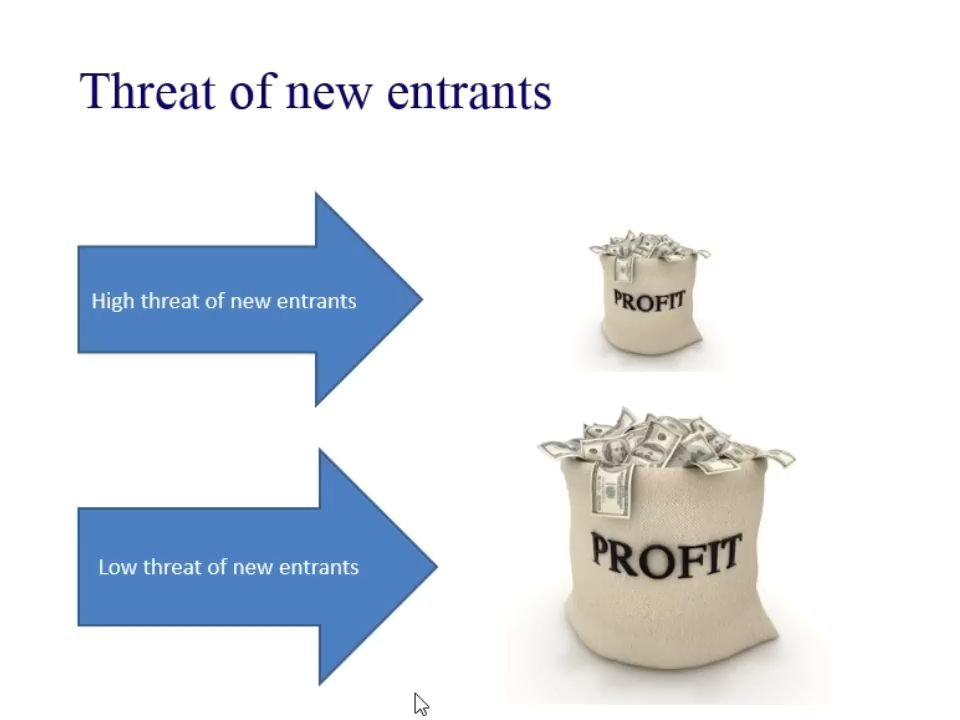 Threat of new entrants
High threat of new entrants
PROFIT
Low threat of new entrants
PROFIT